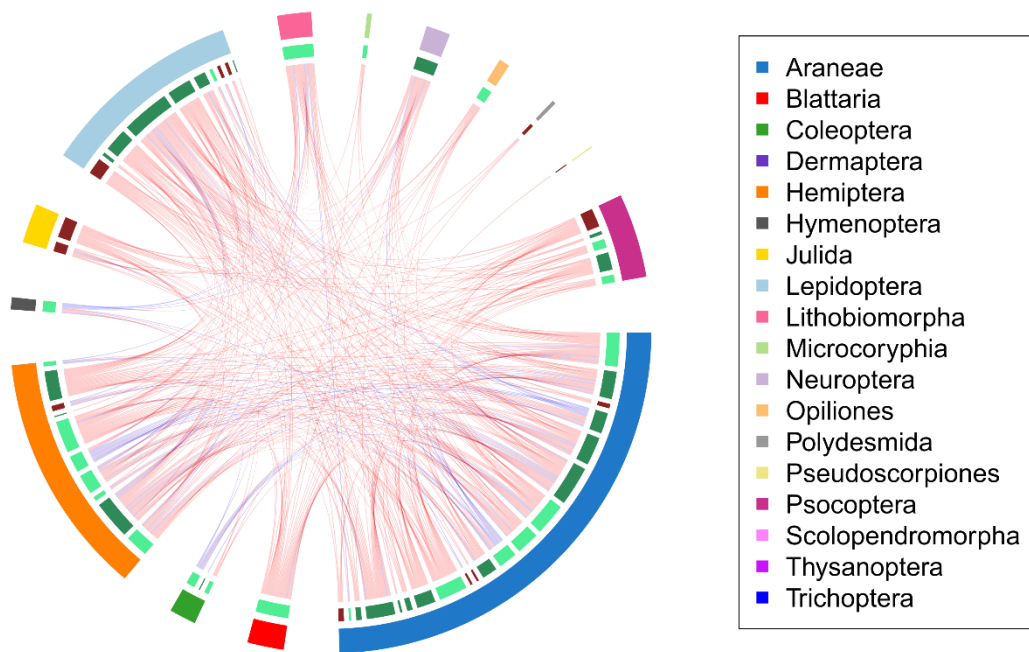 Araneae
Blattaria
Coleoptera
Dermaptera
Hemiptera
Hymenoptera
Julida
Lepidoptera
Lithobiomorpha
Microcoryphia
Neuroptera
Opiliones
Polydesmida
Pseudoscorpiones
Psocoptera
Scolopendromorpha
Thysanoptera
Trichoptera